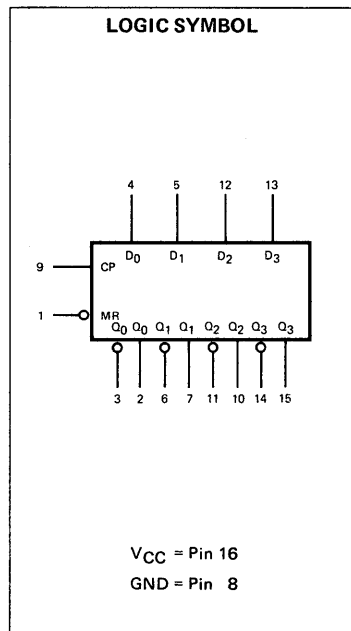 LOGIC SYMBOL
4 5 12 13
D0 D1 D2 D3
9 CP
1 MR
Q0 Q0 Q1 Q1 Q2 Q2 Q3 Q3
3 2 6 7 11 10 14 15
VCC = Pin 16
GND = Pin 8